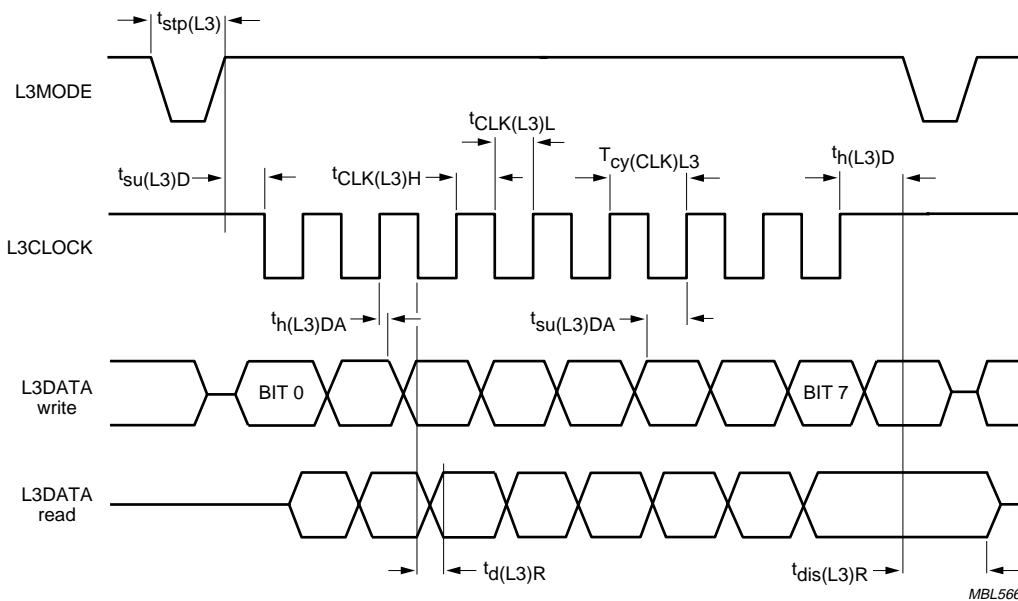 tstp(L3)
L3MODE
tCLK(L3)L
tsu(L3)D
tCLK(L3)H
Tcy(CLK)L3
th(L3)D
L3CLOCK
th(L3)DA
tsu(L3)DA
L3DATA
write
BIT 0
BIT 7
L3DATA
read
td(L3)R
tdis(L3)R
MBL566